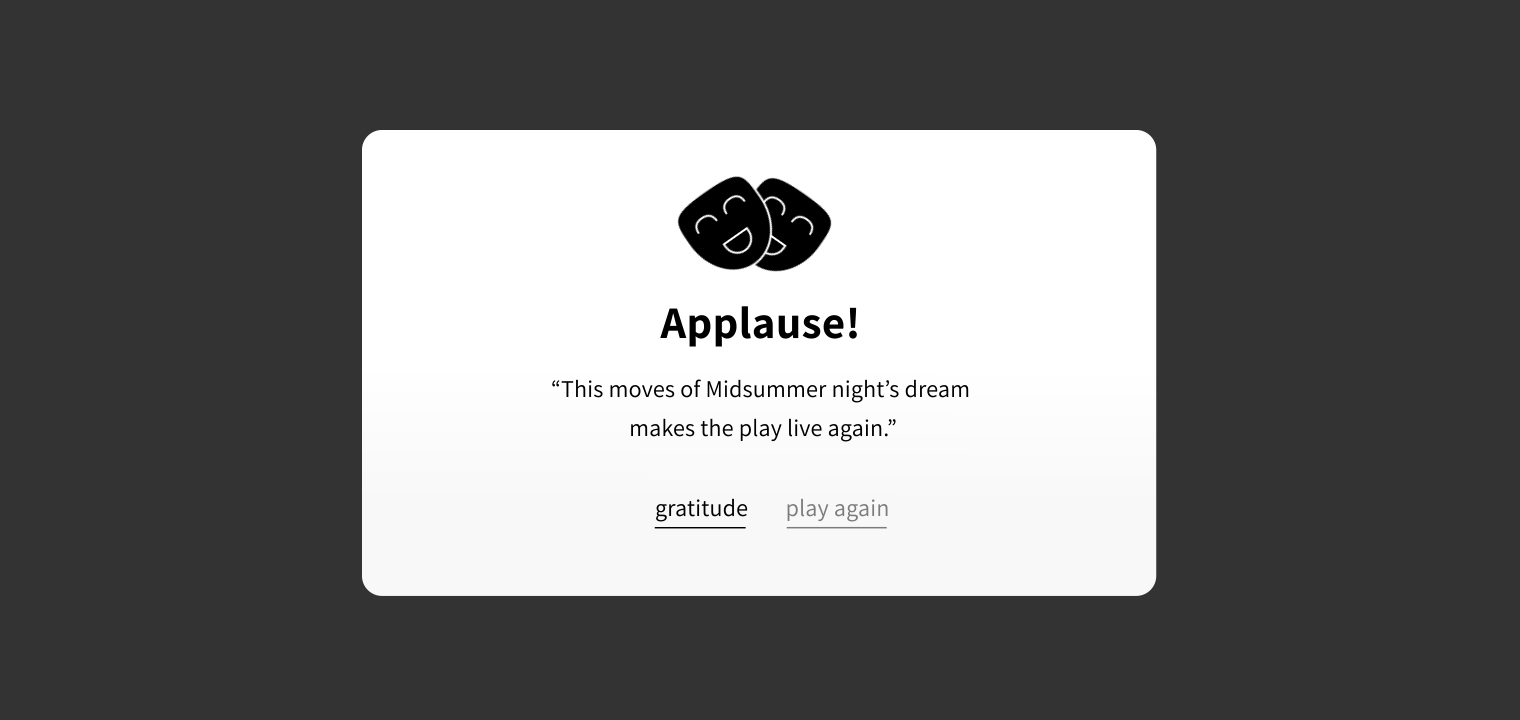 Applause!
“This moves of Midsummer night’s dream
makes the play live again.”
gratitude play again